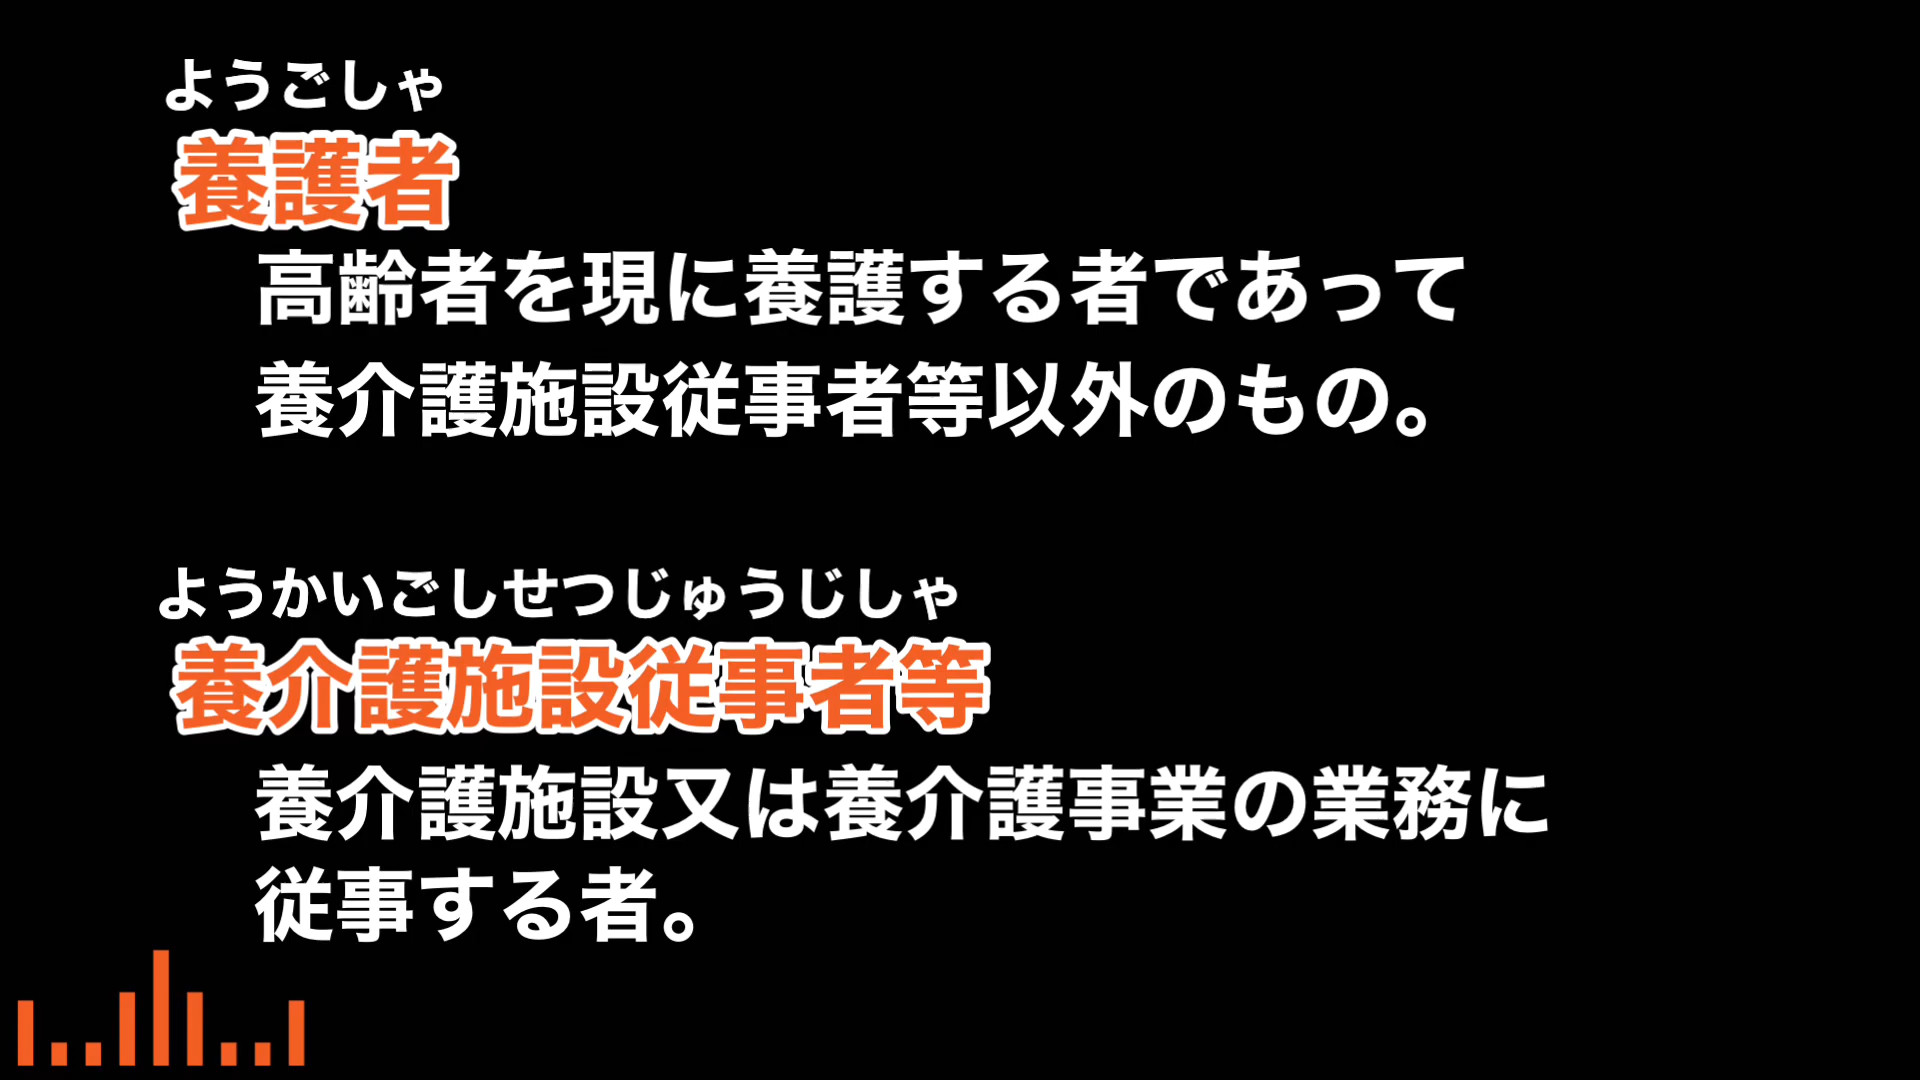 ようごしゃ
養護者
高齢者を現に養護する者であって
養介護施設従事者等以外のもの。
ようかいごしせつじゅうじしゃ
養介護施設従事者等
養介護施設又は養介護事業の業務に
従事する者。